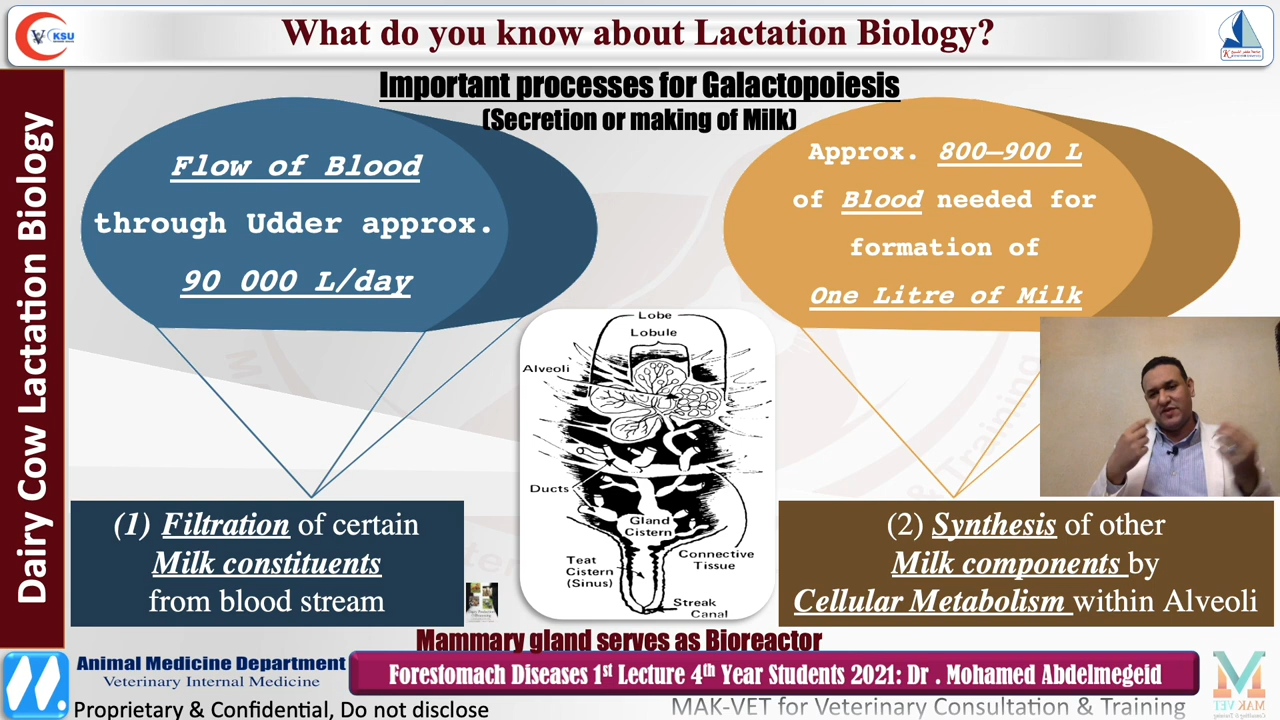 What do you know about Lactation Biology?
KSU
Important processes for Galactopoiesis
(Secretion or making of Milk)
Dairy Cow Lactation Biology
Flow of Blood
through Udder approx.
90 000 L/day
Approx. 800–900 L
of Blood needed for
formation of
One Litre of Milk
Lobe
Lobule
Alveoli
Ducts
Gland
Cistern
Teat
Cistern
(Sinus)
Connective
Tissue
Streak
Canal
(1) Filtration of certain
Milk constituents
from blood stream
(2) Synthesis of other
Milk components by
Cellular Metabolism within Alveoli
Mammary gland serves as Bioreactor
Animal Medicine Department
Veterinary Internal Medicine
Forestomach Diseases 1st Lecture 4th Year Students 2021: Dr . Mohamed Abdelmegeid
Proprietary & Confidential, Do not disclose
MAK-VET for Veterinary Consultation & Training
MAK VET